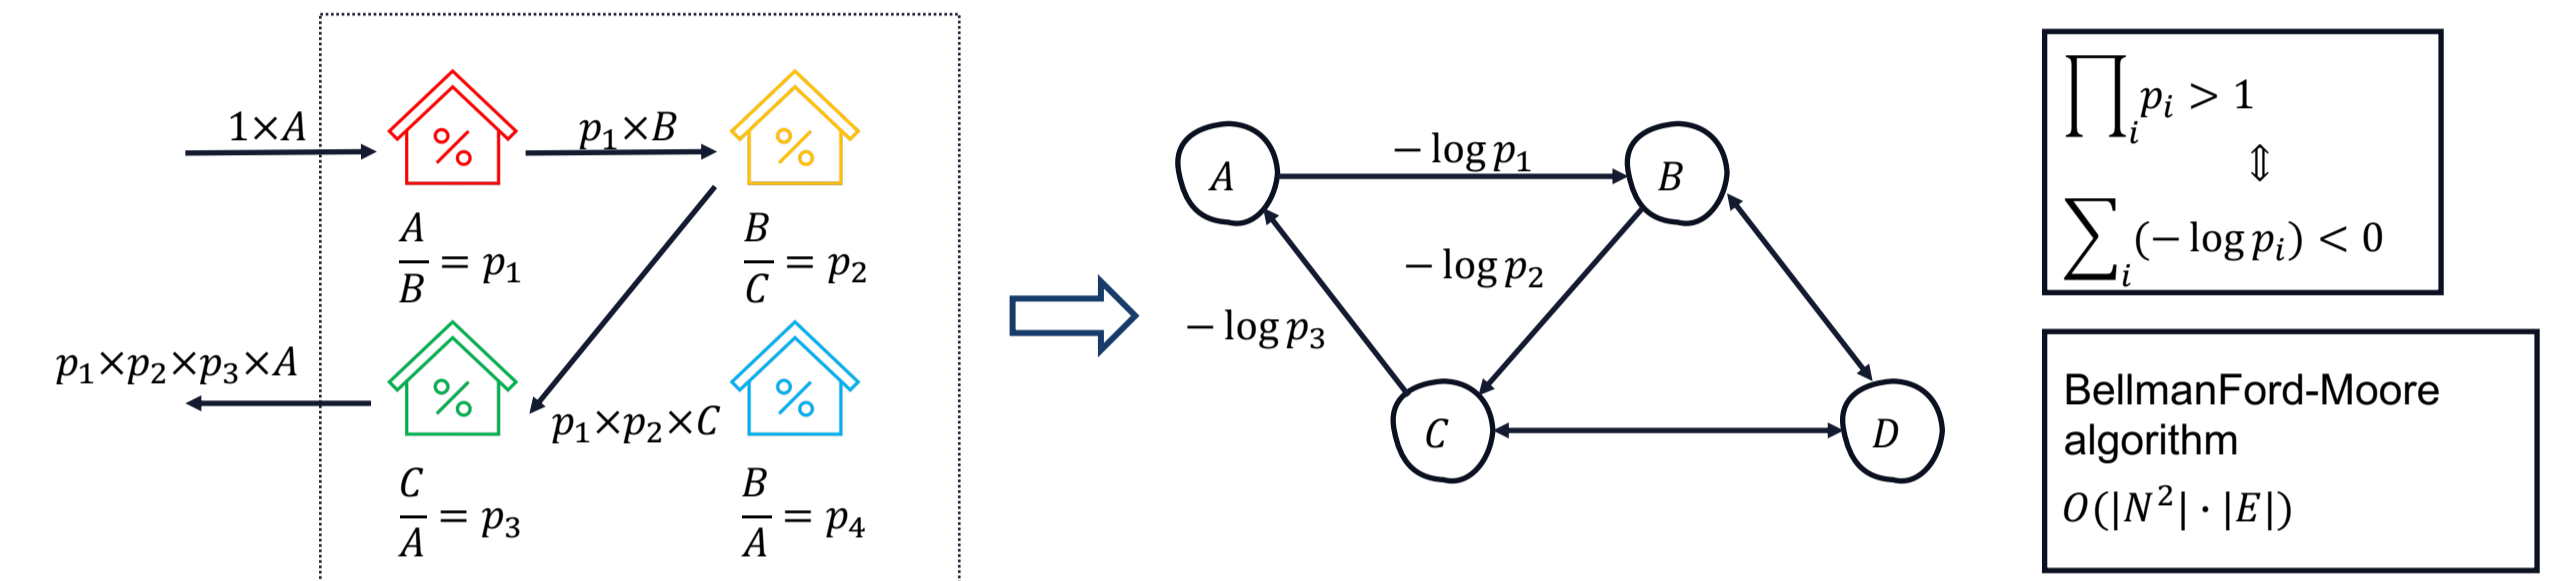 1×A
p₁×B
A/B = p₁
B/C = p₂
p₁×p₂×p₃×A
p₁×p₂×C
C/A = p₃
B/A = p₄
A
− log p₁
B
− log p₂
− log p₃
C
D
∏ᵢ pᵢ > 1
⇕
∑ᵢ (− log pᵢ) < 0
BellmanFord-Moore
algorithm
O(|N²| · |E|)